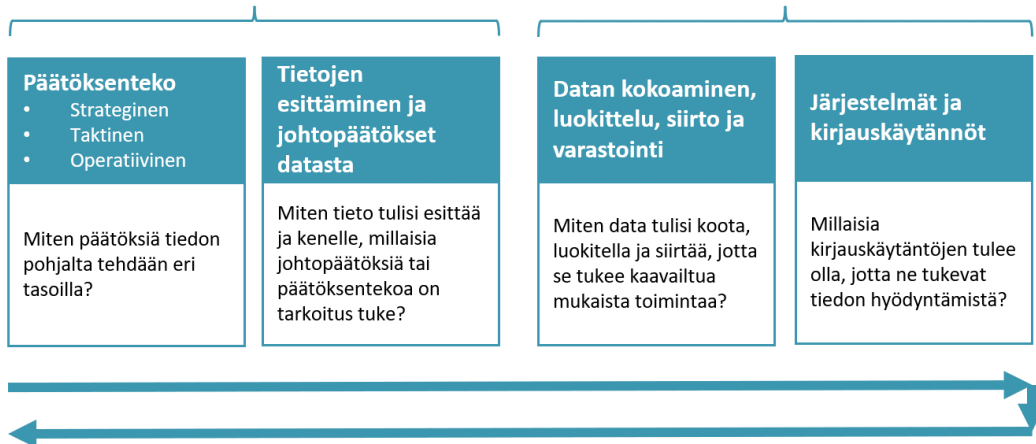 Päätöksenteko
• Strateginen
• Taktinen
• Operatiivinen
Miten päätöksiä tiedon
pohjalta tehdään eri
tasoilla?
Tietojen
esittäminen ja
johtopäätökset
datasta
Miten tieto tulisi esittää
ja kenelle, millaisia
johtopäätöksiä tai
päätöksentekoa on
tarkoitus tuke?
Datan kokoaminen,
luokittelu, siirto ja
varastointi
Miten data tulisi koota,
luokitella ja siirtää, jotta
se tukee kaavailtua
mukaista toimintaa?
Järjestelmät ja
kirjauskäytännöt
Millaisia
kirjauskäytäntöjen tulee
olla, jotta ne tukevat
tiedon hyödyntämistä?